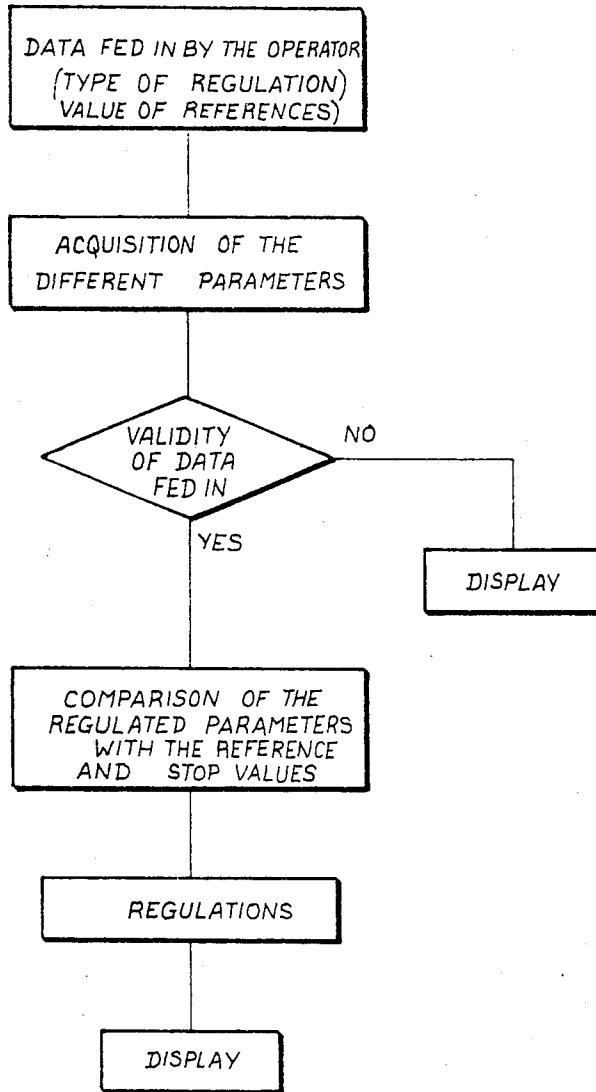 DATA FED IN BY THE OPERATOR
(TYPE OF REGULATION)
VALUE OF REFERENCES)
ACQUISITION OF THE
DIFFERENT PARAMETERS
VALIDITY
OF DATA
FED IN
NO
YES
DISPLAY
COMPARISON OF THE
REGULATED PARAMETERS
WITH THE REFERENCE
AND STOP VALUES
REGULATIONS
DISPLAY